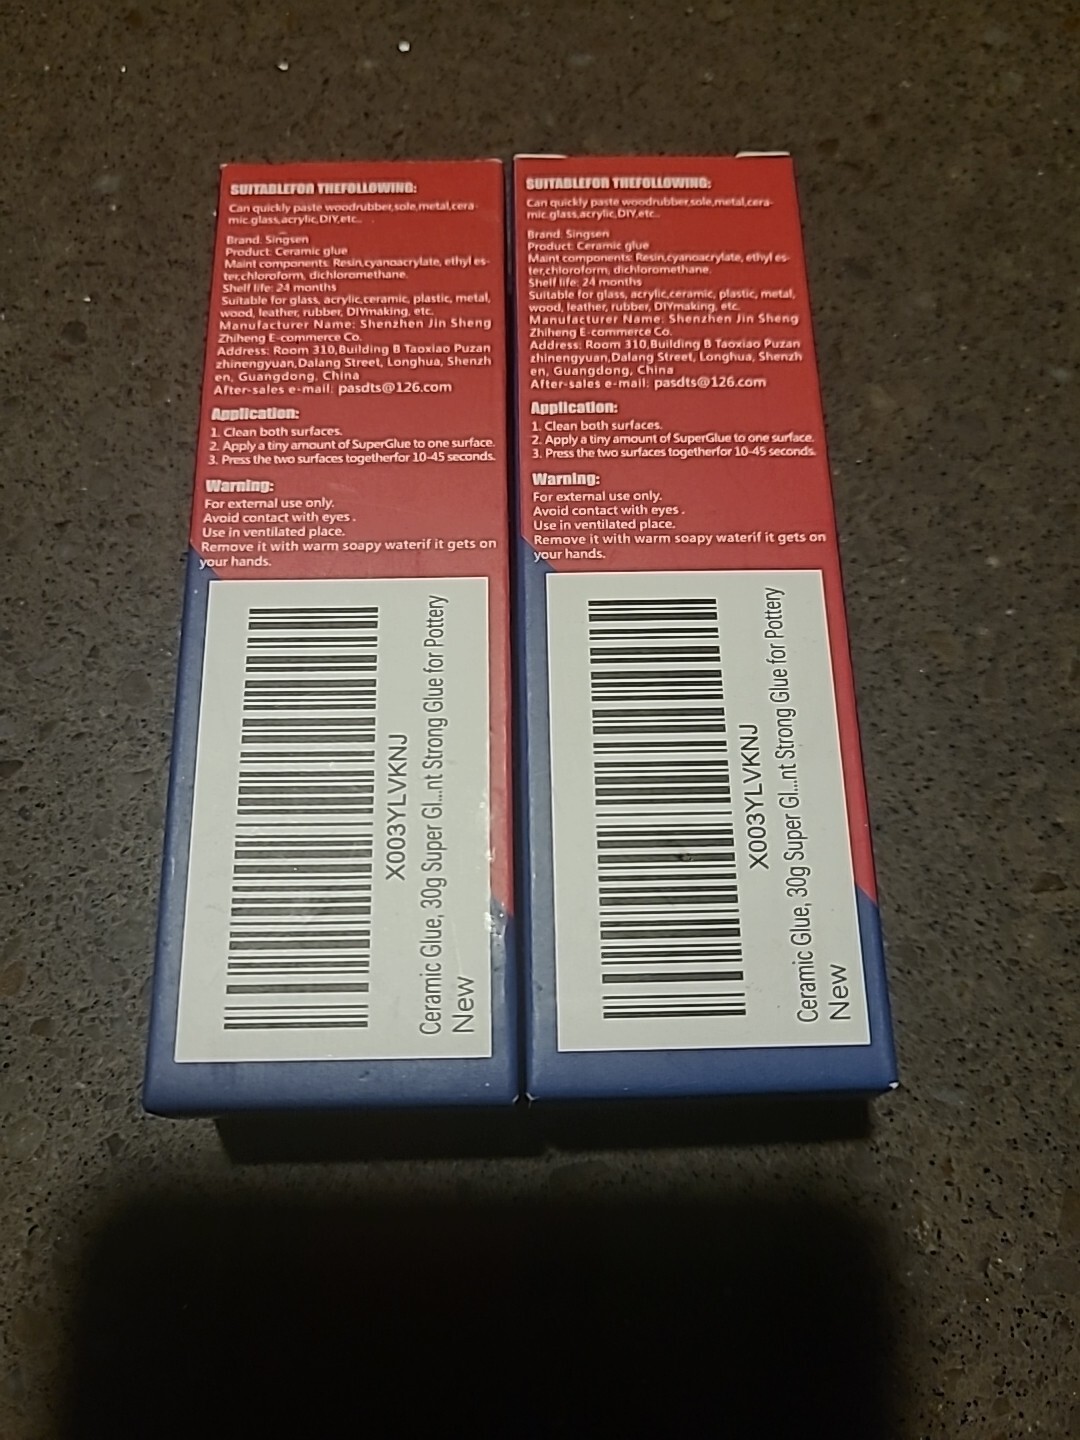 SUITABLEFOR THEFOLLOWING:
Can quickly paste woodrubber,sole,metal,cera-
mic,glass,acrylic,DIY,etc..
Brand: Singsen
Product: Ceramic glue
Maint components: Resin,cyanoacrylate, ethyl es-
ter,chloroform, dichloromethane.
Shelf life: 24 months
Suitable for glass, acrylic,ceramic, plastic, metal,
wood, leather, rubber, DIYmaking, etc.
Manufacturer Name: Shenzhen Jin Sheng
Zhiheng E-commerce Co.
Address: Room 310,Building B Taoxiao Puzan
zhinengyuan,Dalang Street, Longhua, Shenzh
en, Guangdong, China
After-sales e-mail: pasdts@126.com
Application:
1. Clean both surfaces.
2. Apply a tiny amount of SuperGlue to one surface.
3. Press the two surfaces togetherfor 10-45 seconds.
Warning:
For external use only.
Avoid contact with eyes .
Use in ventilated place.
Remove it with warm soapy waterif it gets on
your hands.
X003YLVKNJ
Ceramic Glue, 30g Super Gl...nt Strong Glue for Pottery
New
SUITABLEFOR THEFOLLOWING:
Can quickly paste woodrubber,sole,metal,cera-
mic,glass,acrylic,DIY,etc..
Brand: Singsen
Product: Ceramic glue
Maint components: Resin,cyanoacrylate, ethyl es-
ter,chloroform, dichloromethane.
Shelf life: 24 months
Suitable for glass, acrylic,ceramic, plastic, metal,
wood, leather, rubber, DIYmaking, etc.
Manufacturer Name: Shenzhen Jin Sheng
Zhiheng E-commerce Co.
Address: Room 310,Building B Taoxiao Puzan
zhinengyuan,Dalang Street, Longhua, Shenzh
en, Guangdong, China
After-sales e-mail: pasdts@126.com
Application:
1. Clean both surfaces.
2. Apply a tiny amount of SuperGlue to one surface.
3. Press the two surfaces togetherfor 10-45 seconds.
Warning:
For external use only.
Avoid contact with eyes .
Use in ventilated place.
Remove it with warm soapy waterif it gets on
your hands.
X003YLVKNJ
Ceramic Glue, 30g Super Gl...nt Strong Glue for Pottery
New